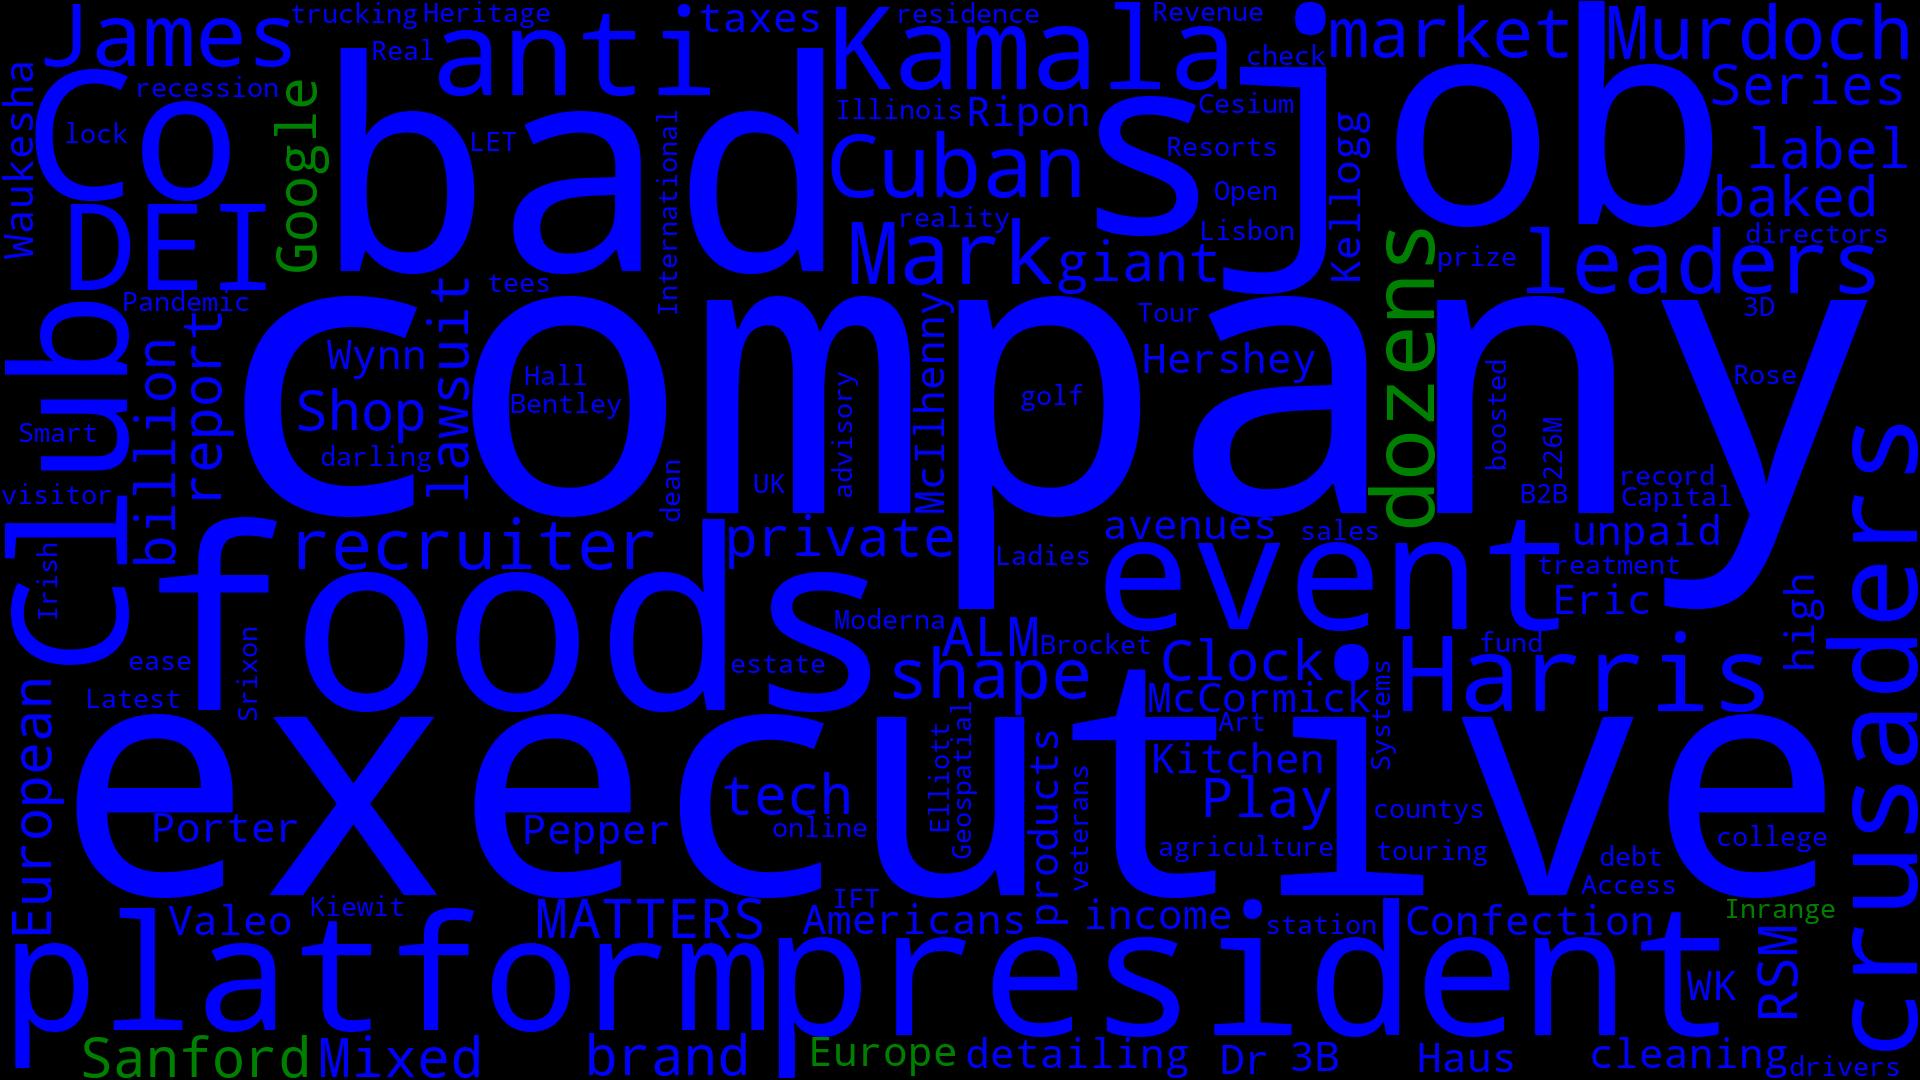 James
trucking
Heritage
anti
taxes
Kamala
residence
Revenue
market
Murdoch
Real
check
job
Series
Co
recession
Google
bad
Illinois
Ripon
s
Cesium
Waukesha
lock
LET
International
Cuban
Resorts
Kellogg
label
Open
baked
DEI
reality
Lisbon
directors
Mark
giant
dozens
prize
leaders
Club
Pandemic
tees
company
Tour
3D
report
billion
Wynn
lawsuit
Hall
Bentley
McIlhenny
Hershey
Rose
Shop
advisory
golf
boosted
226M
Smart
darling
visitor
dean
UK
B2B
record
Capital
crusaders
recruiter
private
avenues
sales
unpaid
Irish
foods
Ladies
event
treatment
Eric
high
Moderna
ALM
Brocket
Clock
Harris
fund
ease
Srixon
estate
shape
McCormick
Systems
Latest
European
executive
Art
Elliott
Geospatial
products
Kitchen
tech
veterans
Play
countys
Porter
Pepper
online
agriculture
touring
college
debt
Access
Valeo
Kiewit
MATTERS
IFT
Americans
income
station
Confection
Inrange
platform
president
WK
RSM
Sanford
Mixed
brand
Europe
detailing
Dr
3B
Haus
cleaning
drivers